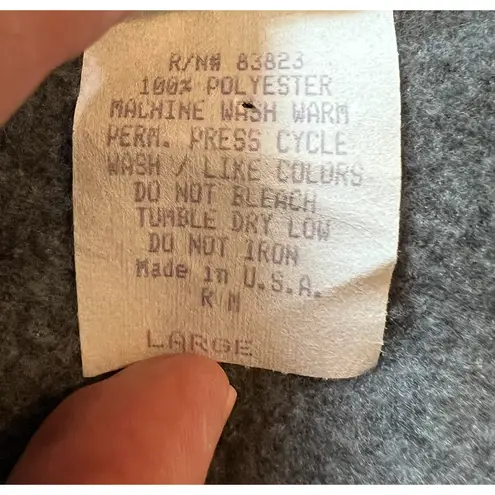 R/N# 83823
100% POLYESTER
MACHINE WASH WARM
PERM. PRESS CYCLE
WASH / LIKE COLORS
DO NOT BLEACH
TUMBLE DRY LOW
DO NOT IRON
Made in U.S.A.
R M
LARGE